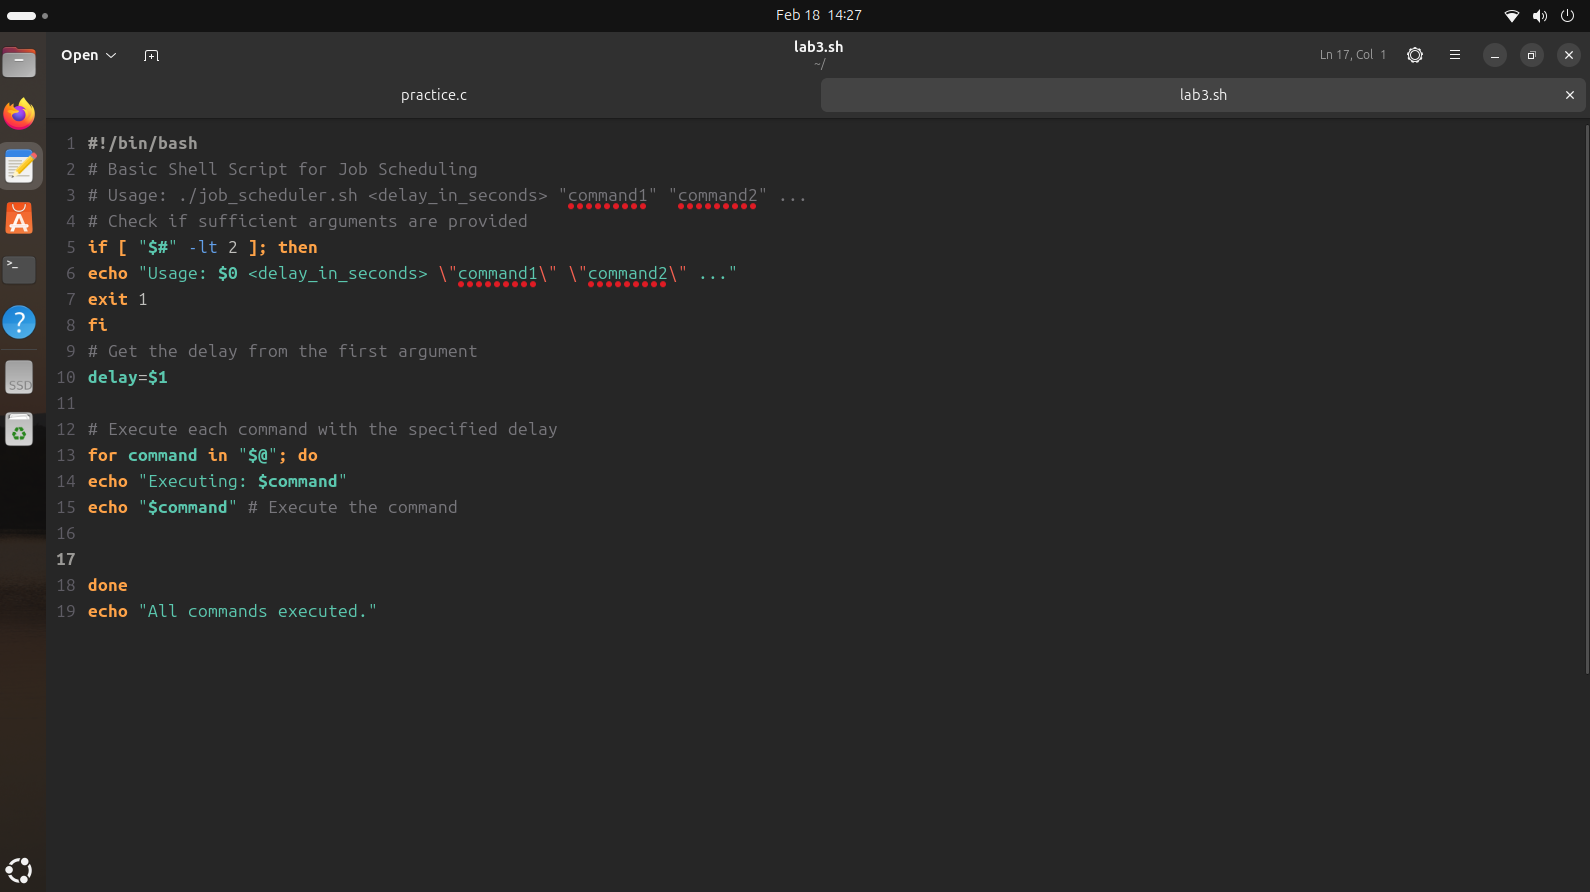 Feb 18 14:27
Open
lab3.sh
~/
Ln 17, Col 1
practice.c
lab3.sh
1 #!/bin/bash
2 # Basic Shell Script for Job Scheduling
3 # Usage: ./job_scheduler.sh <delay_in_seconds> "command1" "command2" ...
4 # Check if sufficient arguments are provided
5 if [ "$#" -lt 2 ]; then
6 echo "Usage: $0 <delay_in_seconds> \"command1\" \"command2\" ..."
7 exit 1
8 fi
9 # Get the delay from the first argument
10 delay=$1
11
12 # Execute each command with the specified delay
13 for command in "$@"; do
14 echo "Executing: $command"
15 echo "$command" # Execute the command
16
17
18 done
19 echo "All commands executed."
>_
?
SSD